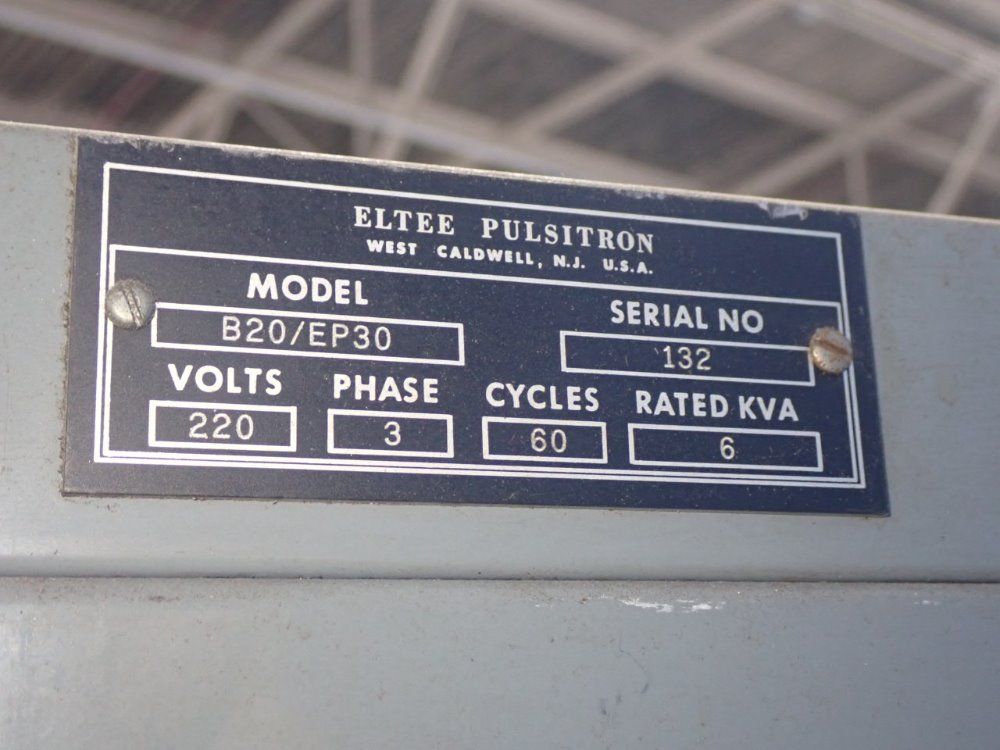 ELTEE PULSITRON
WEST CALDWELL, N.J. U.S.A.
MODEL SERIAL NO
B20/EP30 132
VOLTS PHASE CYCLES RATED KVA
220 3 60 6